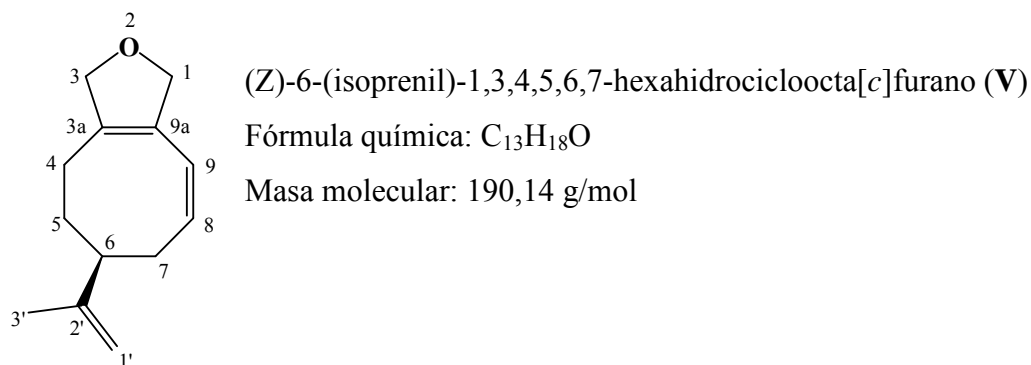 2
O
3
1
3a
9a
4
9
5
8
6
7
3'
2'
1'
(Z)-6-(isoprenil)-1,3,4,5,6,7-hexahidrocicloocta[c]furano (V)
Fórmula química: C₁₃H₁₈O
Masa molecular: 190,14 g/mol